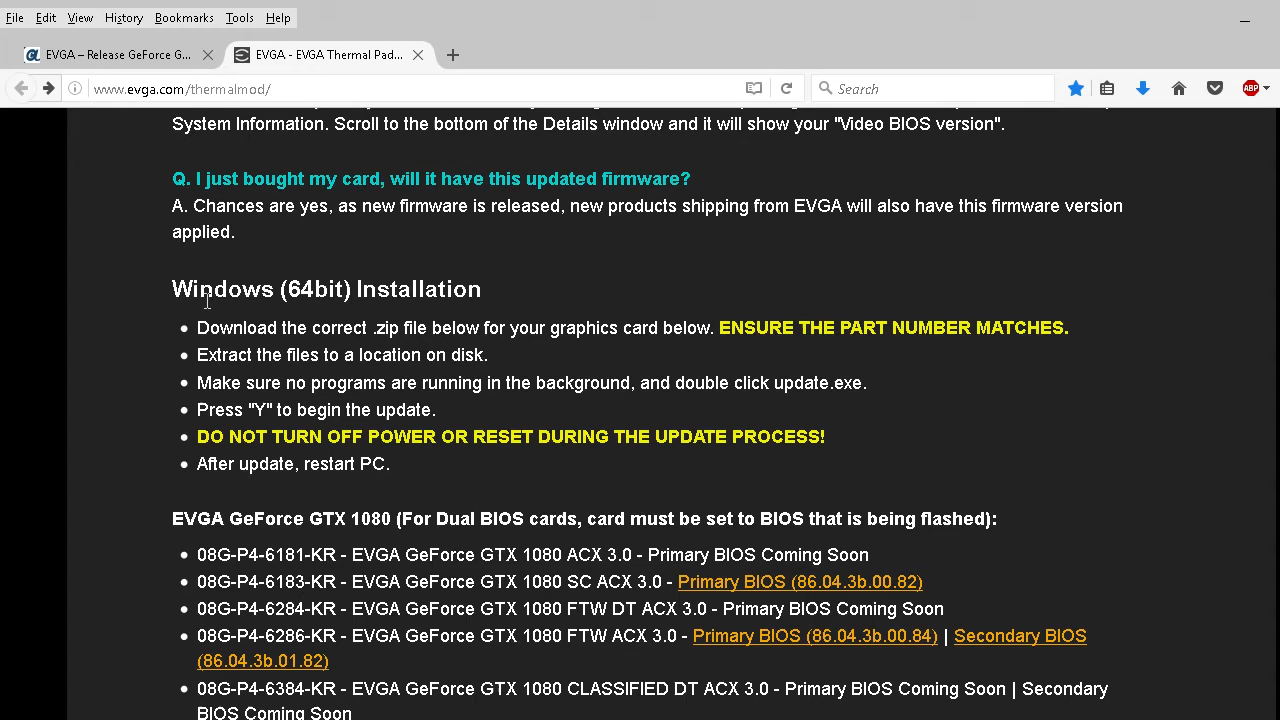 File Edit View History Bookmarks Tools Help
EVGA – Release GeForce G... EVGA - EVGA Thermal Pad...
www.evga.com/thermalmod/ Search ABP
System Information. Scroll to the bottom of the Details window and it will show your "Video BIOS version".
Q. I just bought my card, will it have this updated firmware?
A. Chances are yes, as new firmware is released, new products shipping from EVGA will also have this firmware version
applied.
Windows (64bit) Installation
Download the correct .zip file below for your graphics card below. ENSURE THE PART NUMBER MATCHES.
Extract the files to a location on disk.
Make sure no programs are running in the background, and double click update.exe.
Press "Y" to begin the update.
DO NOT TURN OFF POWER OR RESET DURING THE UPDATE PROCESS!
After update, restart PC.
EVGA GeForce GTX 1080 (For Dual BIOS cards, card must be set to BIOS that is being flashed):
08G-P4-6181-KR - EVGA GeForce GTX 1080 ACX 3.0 - Primary BIOS Coming Soon
08G-P4-6183-KR - EVGA GeForce GTX 1080 SC ACX 3.0 - Primary BIOS (86.04.3b.00.82)
08G-P4-6284-KR - EVGA GeForce GTX 1080 FTW DT ACX 3.0 - Primary BIOS Coming Soon
08G-P4-6286-KR - EVGA GeForce GTX 1080 FTW ACX 3.0 - Primary BIOS (86.04.3b.00.84) | Secondary BIOS
(86.04.3b.01.82)
08G-P4-6384-KR - EVGA GeForce GTX 1080 CLASSIFIED DT ACX 3.0 - Primary BIOS Coming Soon | Secondary
BIOS Coming Soon